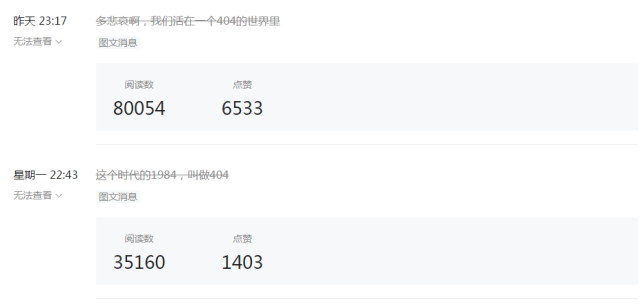 昨天 23:17 多悲哀啊，我们活在一个404的世界里
无法查看 图文消息
阅读数 点赞
80054 6533
星期一 22:43 这个时代的1984，叫做404
无法查看 图文消息
阅读数 点赞
35160 1403